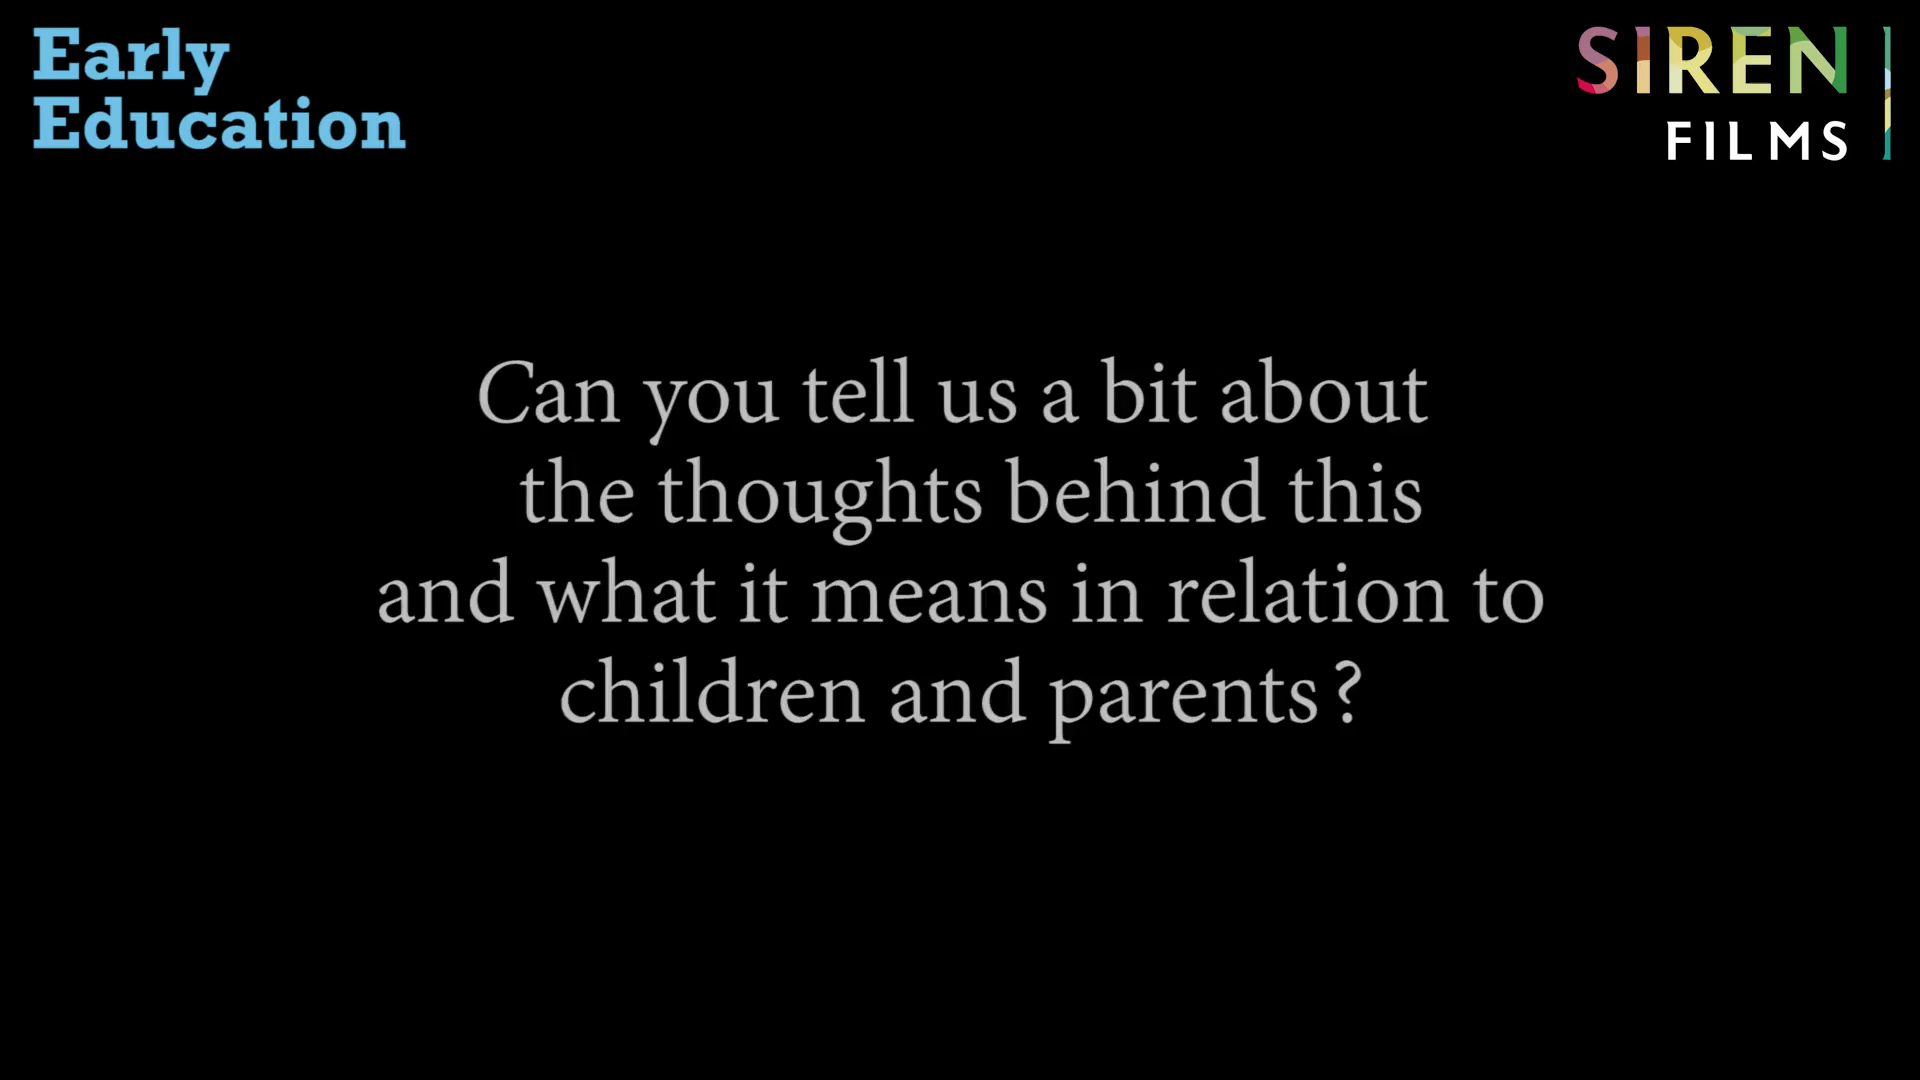 Early
Education
SIREN
FILMS
Can you tell us a bit about
the thoughts behind this
and what it means in relation to
children and parents?